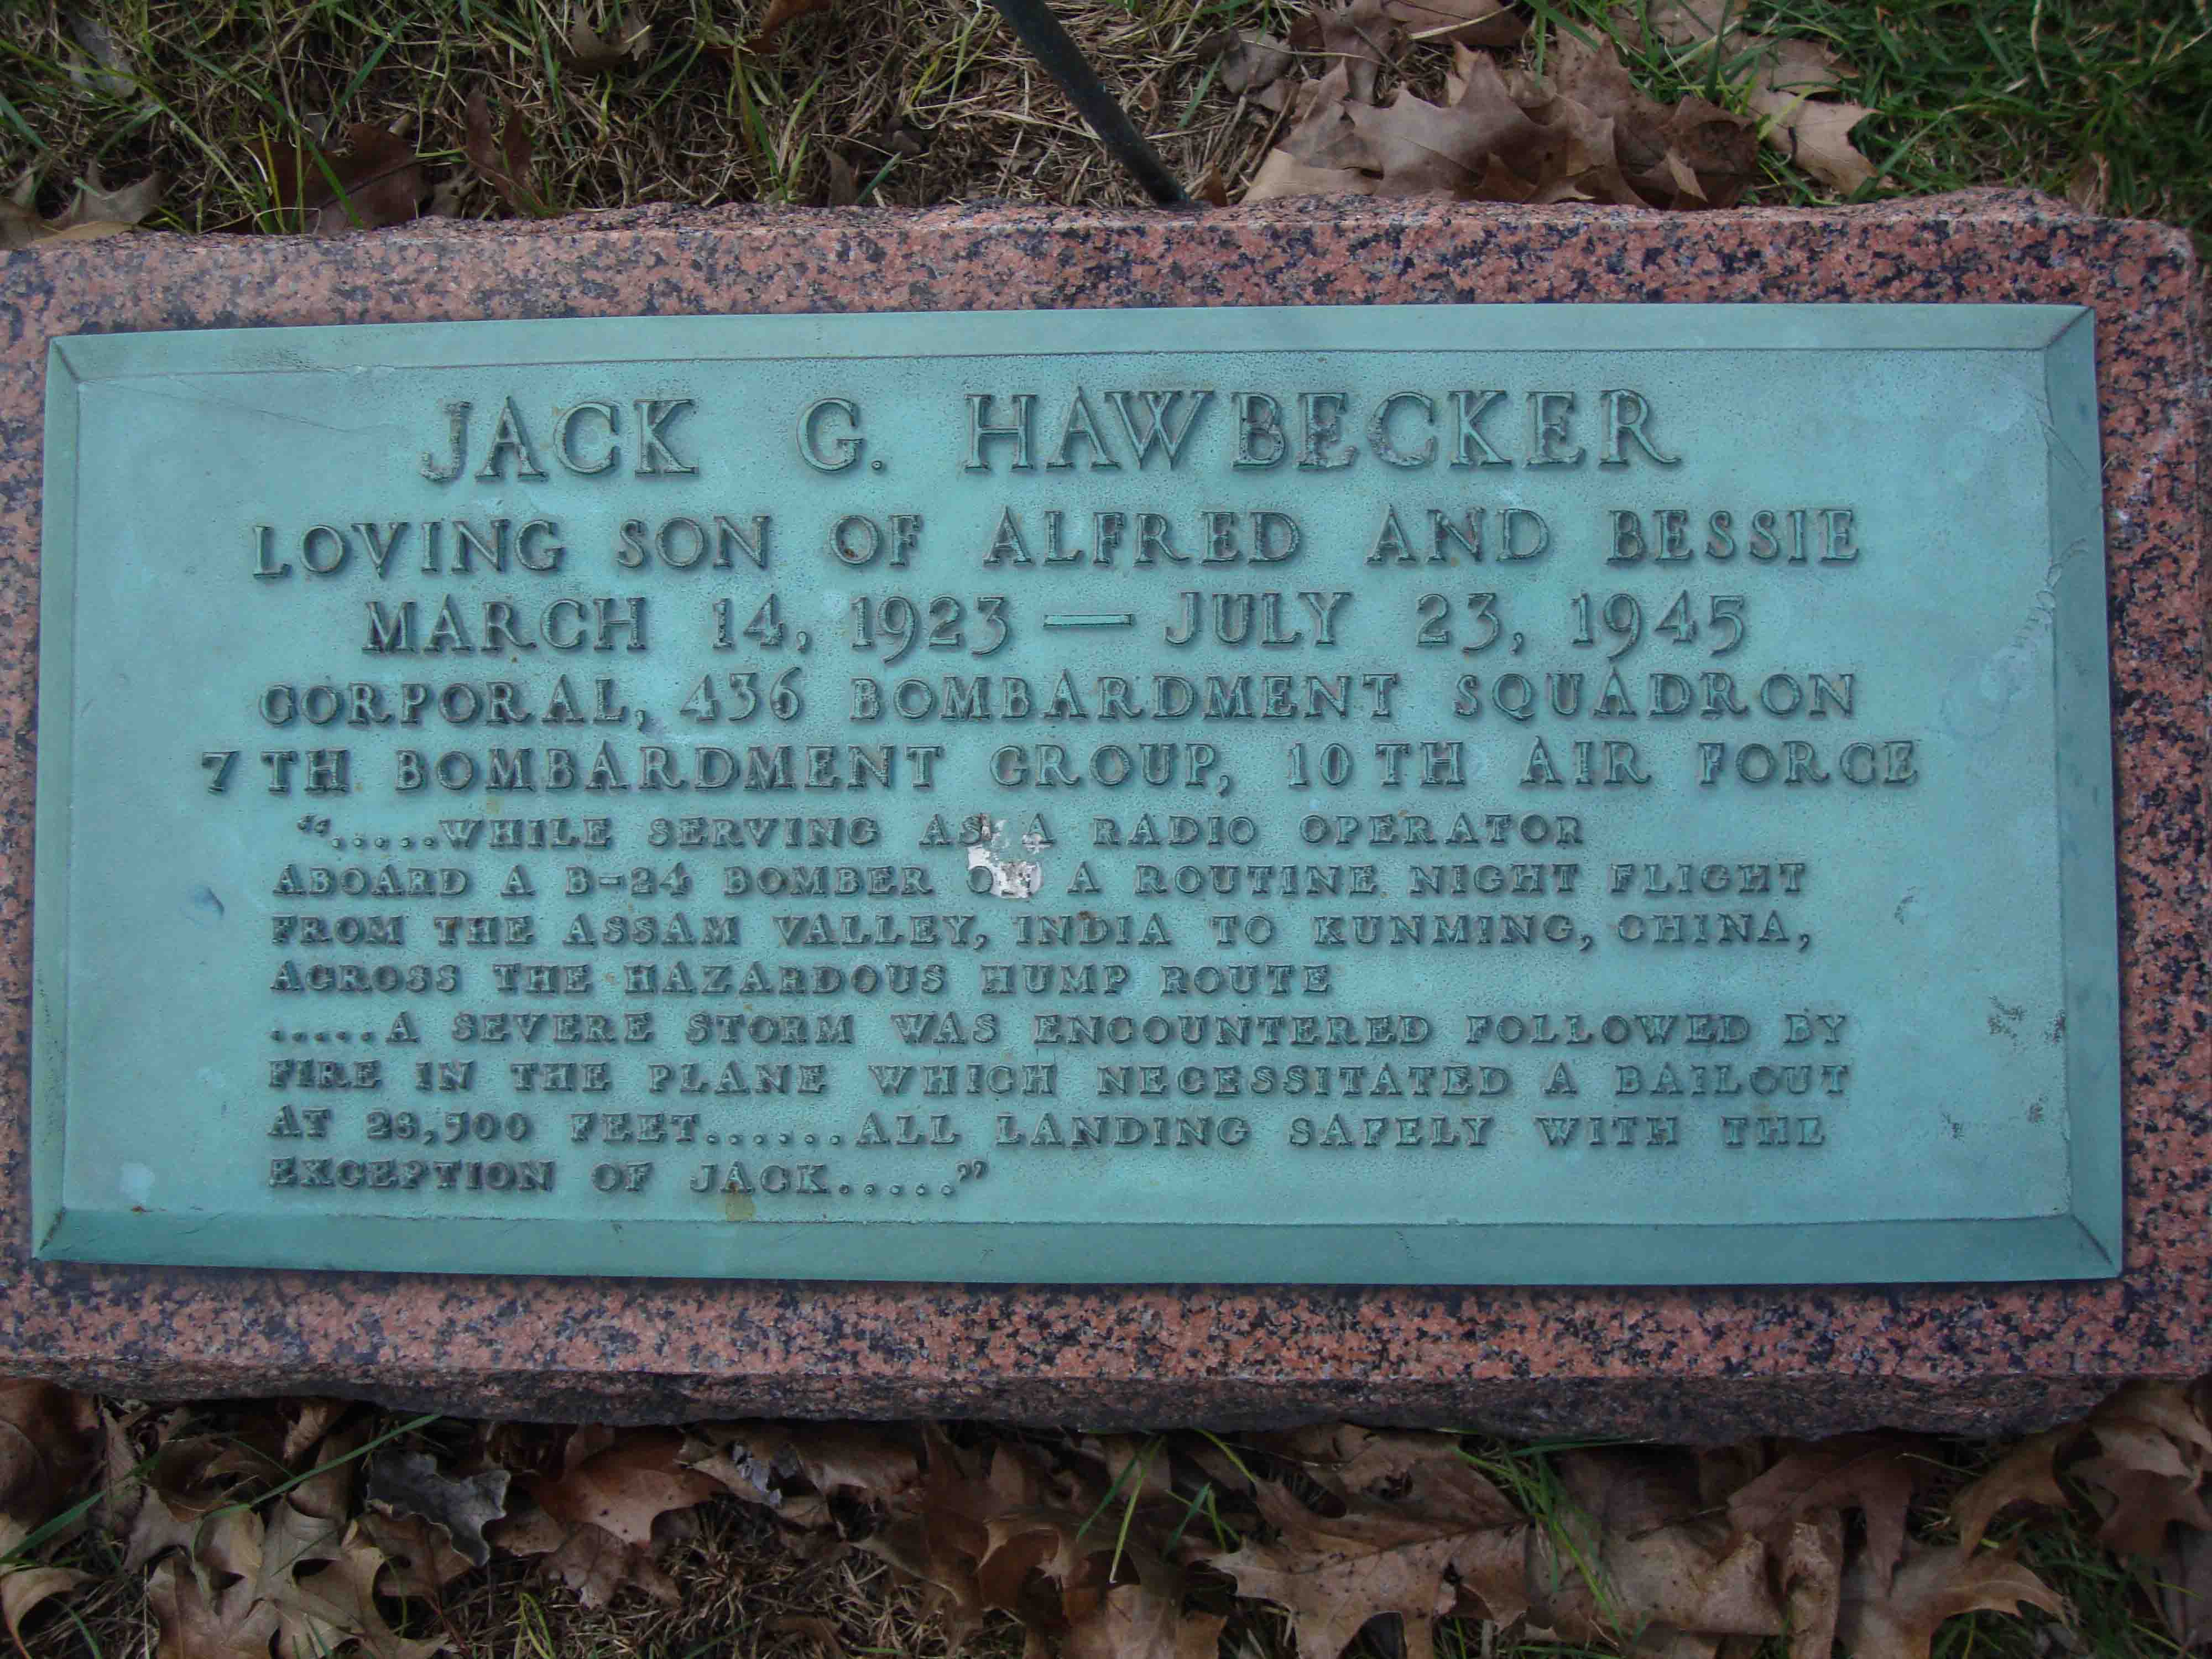 JACK G. HAWBECKER
LOVING SON OF ALFRED AND BESSIE
MARCH 14, 1923 — JULY 23, 1945
CORPORAL, 436 BOMBARDMENT SQUADRON
7TH BOMBARDMENT GROUP, 10TH AIR FORCE
".....WHILE SERVING AS A RADIO OPERATOR
ABOARD A B-24 BOMBER ON A ROUTINE NIGHT FLIGHT
FROM THE ASSAM VALLEY, INDIA TO KUNMING, CHINA,
ACROSS THE HAZARDOUS HUMP ROUTE
.....A SEVERE STORM WAS ENCOUNTERED FOLLOWED BY
FIRE IN THE PLANE WHICH NECESSITATED A BAILOUT
AT FEET......ALL LANDING SAFELY WITH THE
EXCEPTION OF JACK....."